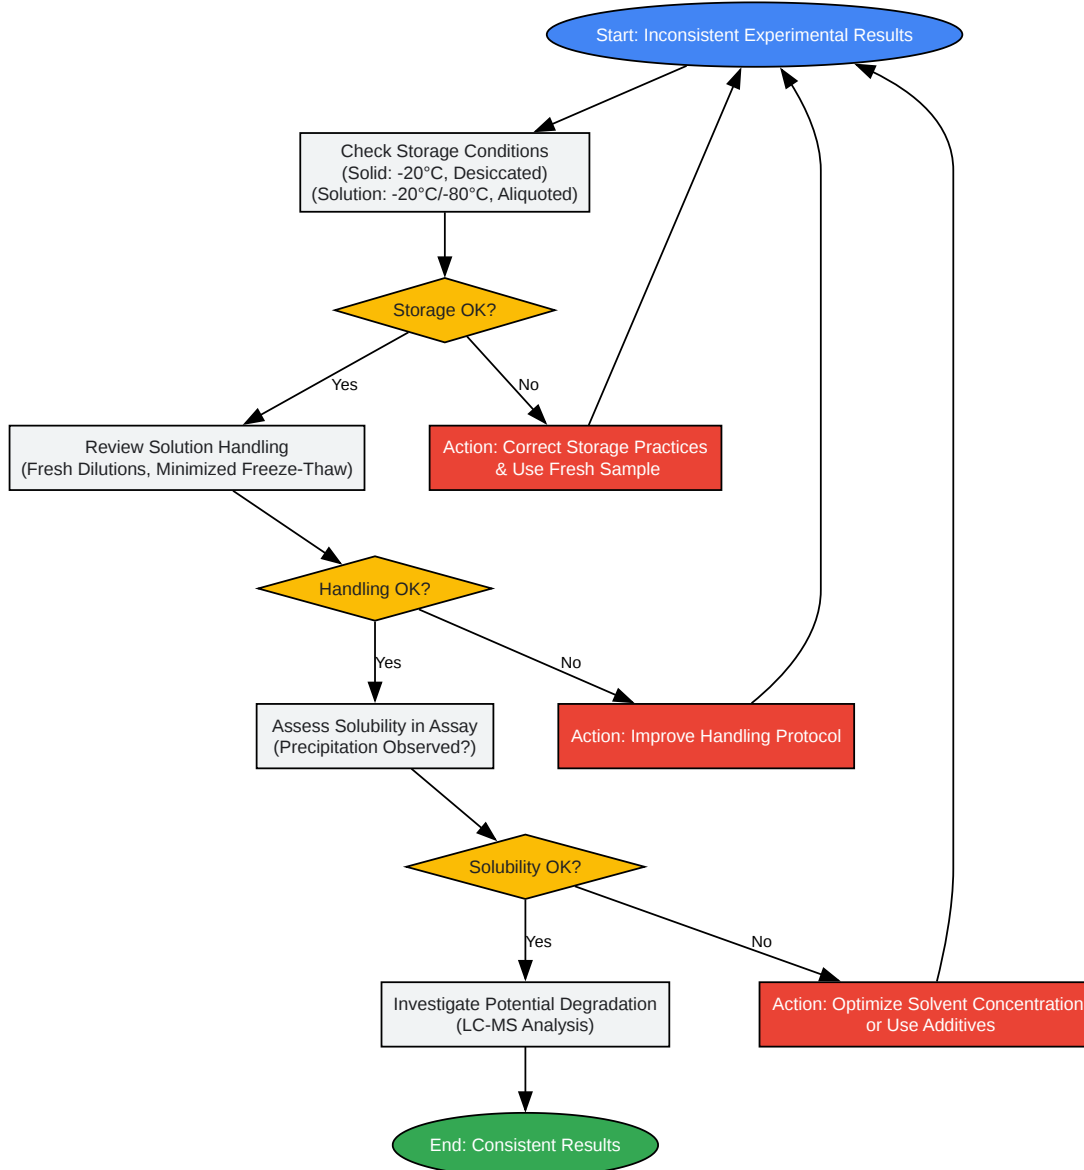 Start: Inconsistent Experimental Results
Check Storage Conditions
(Solid: -20°C, Desiccated)
(Solution: -20°C/-80°C, Aliquoted)
Storage OK?
Yes
No
Review Solution Handling
(Fresh Dilutions, Minimized Freeze-Thaw)
Action: Correct Storage Practices
& Use Fresh Sample
Handling OK?
Yes
No
Assess Solubility in Assay
(Precipitation Observed?)
Action: Improve Handling Protocol
Solubility OK?
Yes
No
Investigate Potential Degradation
(LC-MS Analysis)
Action: Optimize Solvent Concentration
or Use Additives
End: Consistent Results